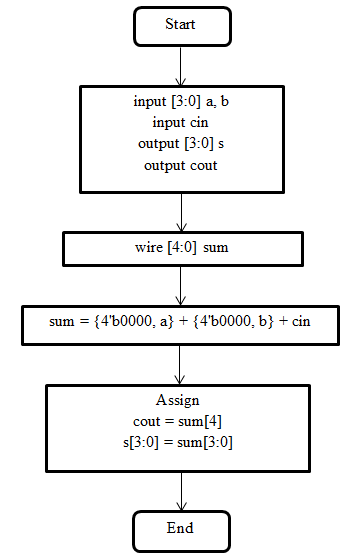 Start
input [3:0] a, b
input cin
output [3:0] s
output cout
wire [4:0] sum
sum = {4'b0000, a} + {4'b0000, b} + cin
Assign
cout = sum[4]
s[3:0] = sum[3:0]
End